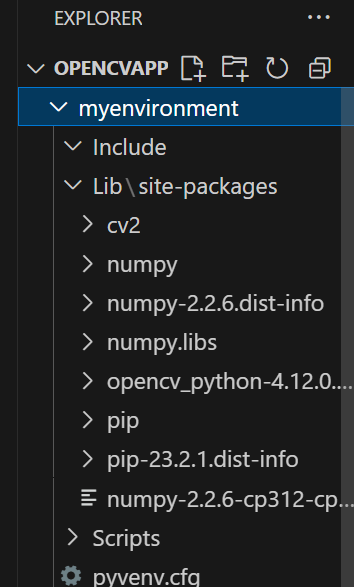 EXPLORER
OPENCVAPP
myenvironment
Include
Lib\site-packages
cv2
numpy
numpy-2.2.6.dist-info
numpy.libs
opencv_python-4.12.0....
pip
pip-23.2.1.dist-info
numpy-2.2.6-cp312-cp...
Scripts
pyvenv.cfg